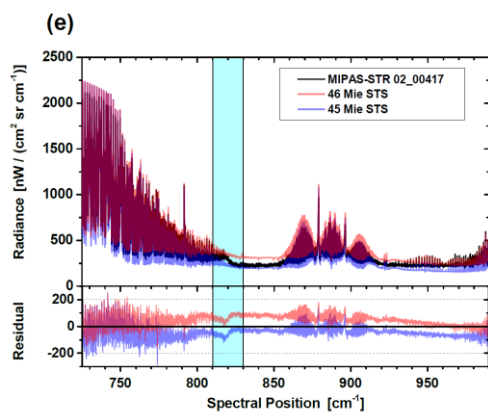 (e)
2500
2000
1500
1000
500
0
Radiance [nW / (cm² sr cm⁻¹)]
MIPAS-STR 02_00417
46 Mie STS
45 Mie STS
200
0
-200
Residual
750 800 850 900 950
Spectral Position [cm⁻¹]